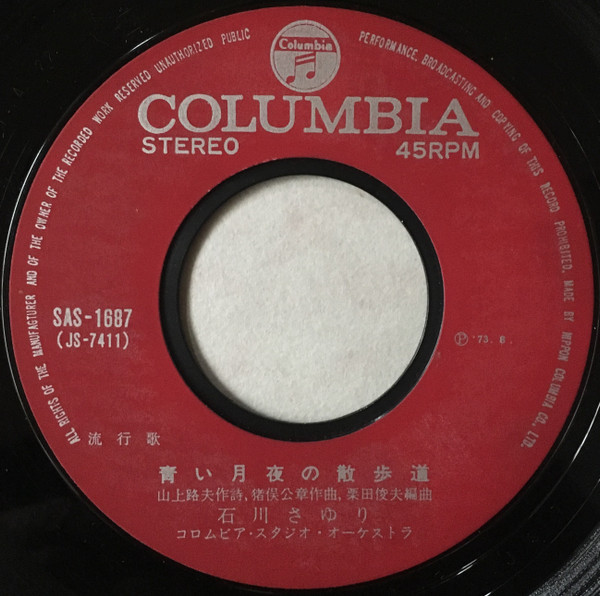 ALL RIGHTS OF THE MANUFACTURER AND OF THE OWNER OF THE RECORDED WORK RESERVED UNAUTHORIZED PUBLIC PERFORMANCE, BROADCASTING AND COPYING OF THIS RECORD PROHIBITED. MADE BY NIPPON COLUMBIA CO., LTD.
Columbia
COLUMBIA
STEREO 45RPM
SAS-1687
(JS-7411)
Ⓟ '73. 8.
流行歌
青い月夜の散歩道
山上路夫作詩, 猪俣公章作曲, 栗田俊夫編曲
石川さゆり
コロムビア・スタジオ・オーケストラ